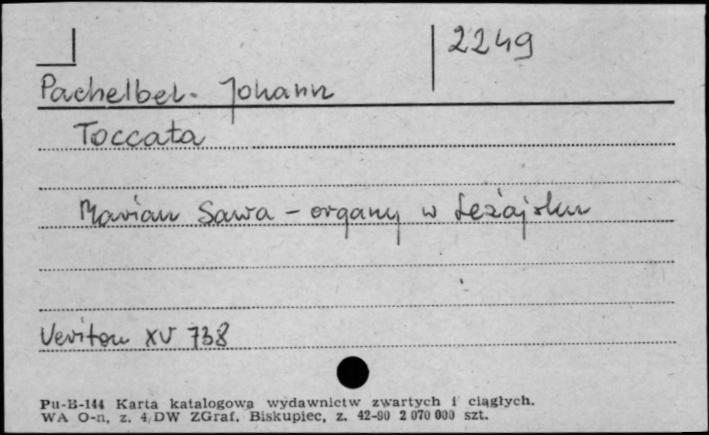 2249
Pachelbel. Johann
Toccata
Marian Sawa - organy w Leżajsku
Veriton XV 738
Pu-B-144 Karta katalogowa wydawnictw zwartych i ciągłych.
WA O-n, z. 4/DW ZGraf. Biskupiec, z. 42-90 2 070 000 szt.